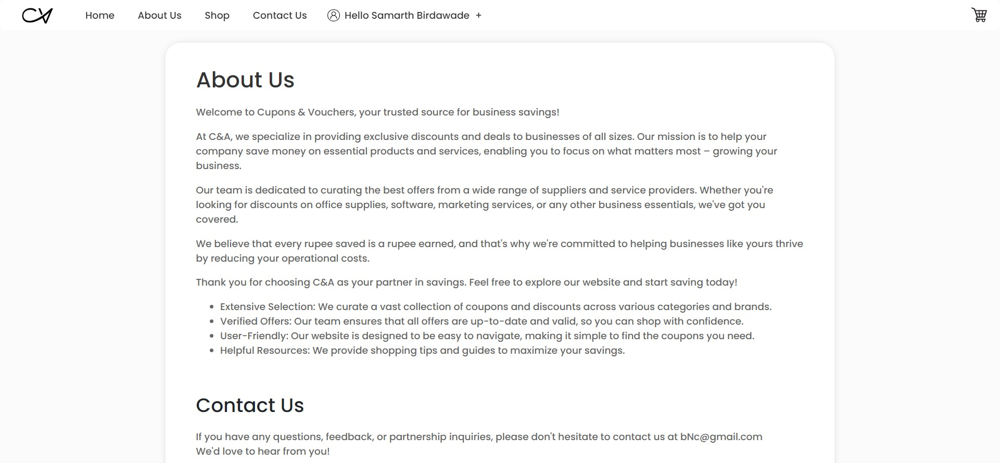 CA
Home
About Us
Shop
Contact Us
Hello Samarth Birdawade +
About Us
Welcome to Cupons & Vouchers, your trusted source for business savings!
At C&A, we specialize in providing exclusive discounts and deals to businesses of all sizes. Our mission is to help your
company save money on essential products and services, enabling you to focus on what matters most – growing your
business.
Our team is dedicated to curating the best offers from a wide range of suppliers and service providers. Whether you're
looking for discounts on office supplies, software, marketing services, or any other business essentials, we've got you
covered.
We believe that every rupee saved is a rupee earned, and that's why we're committed to helping businesses like yours thrive
by reducing your operational costs.
Thank you for choosing C&A as your partner in savings. Feel free to explore our website and start saving today!
• Extensive Selection: We curate a vast collection of coupons and discounts across various categories and brands.
• Verified Offers: Our team ensures that all offers are up-to-date and valid, so you can shop with confidence.
• User-Friendly: Our website is designed to be easy to navigate, making it simple to find the coupons you need.
• Helpful Resources: We provide shopping tips and guides to maximize your savings.
Contact Us
If you have any questions, feedback, or partnership inquiries, please don't hesitate to contact us at bNc@gmail.com
We'd love to hear from you!